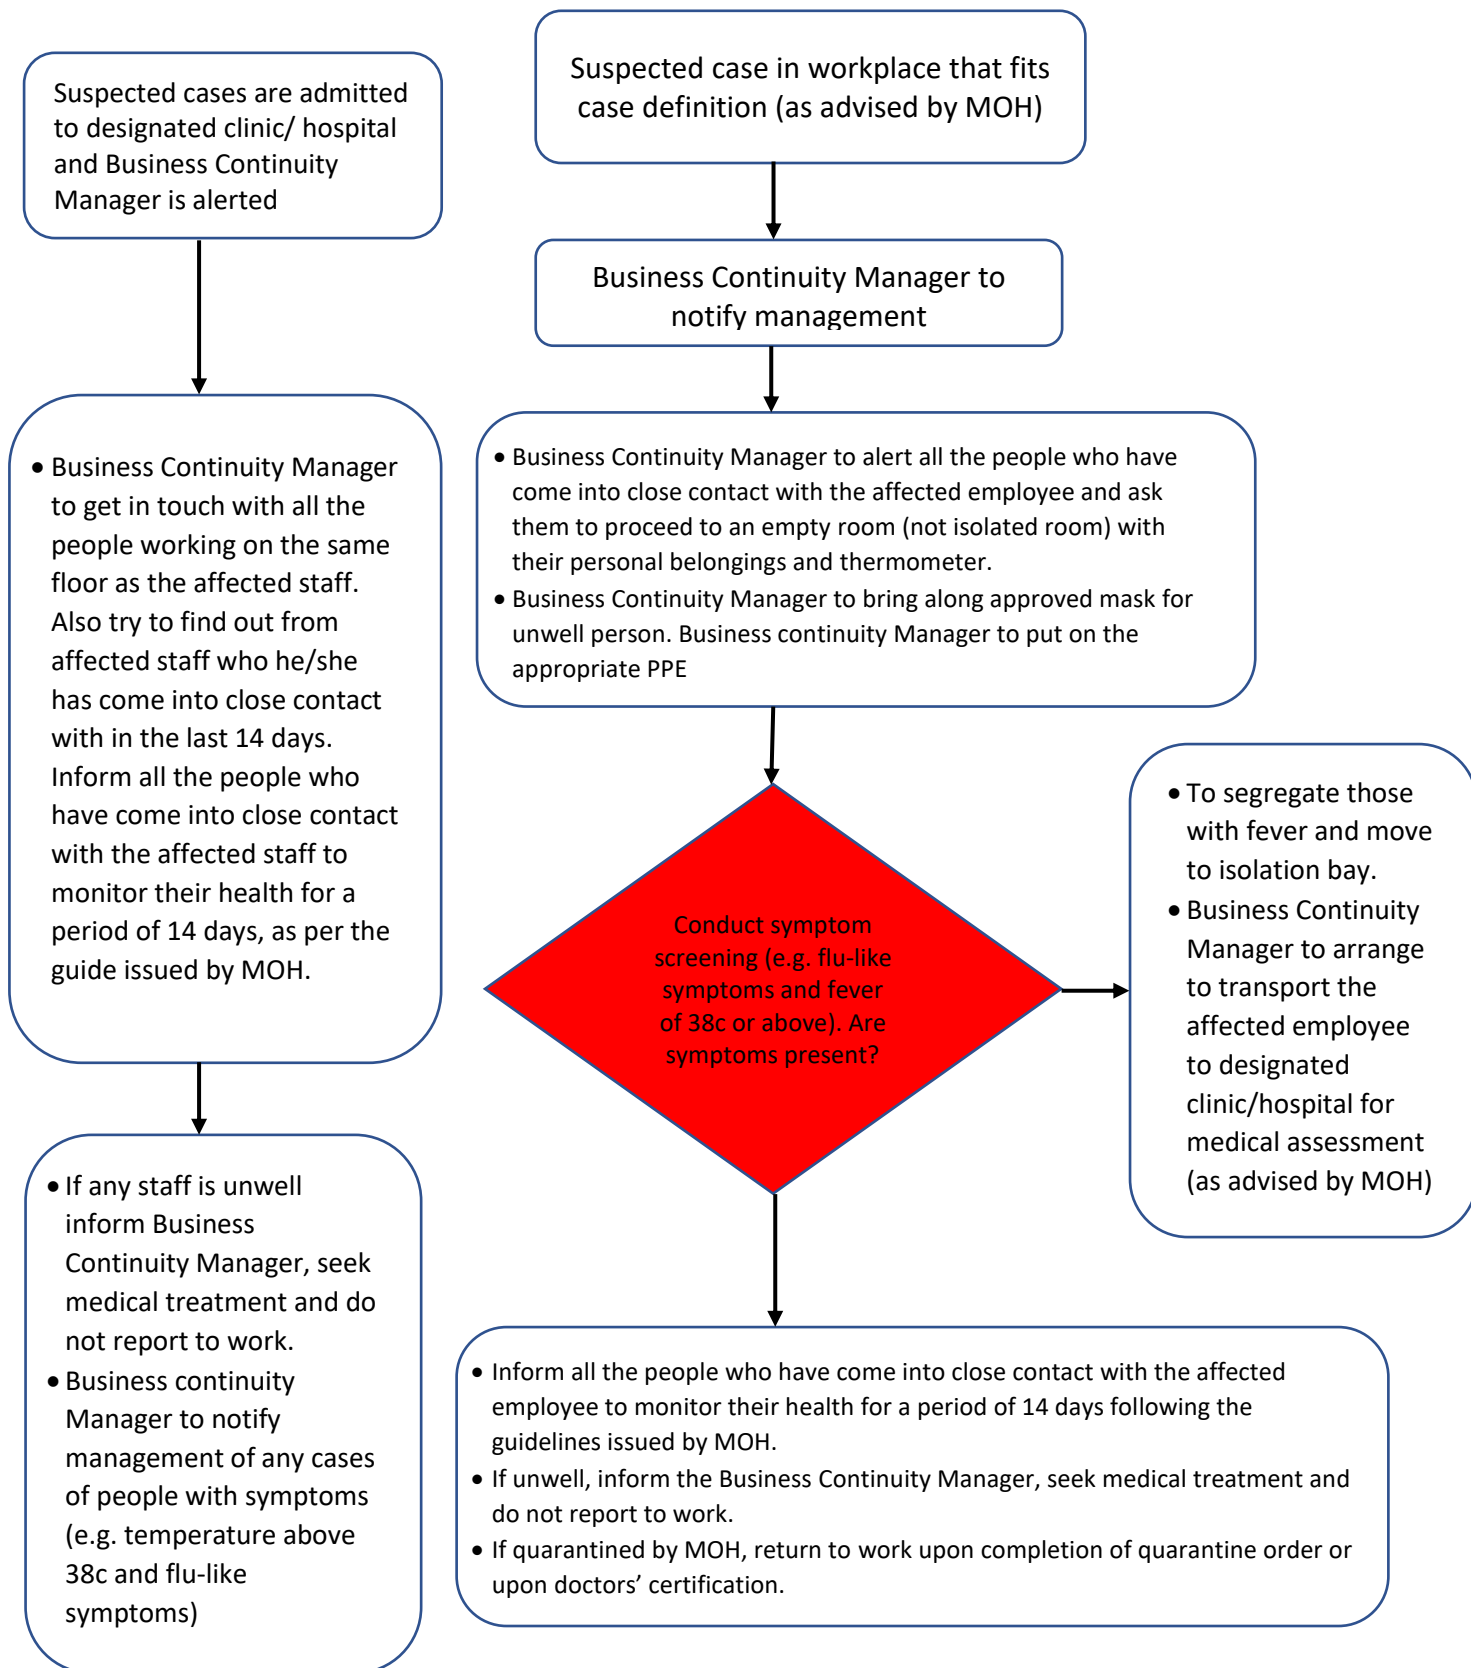 Suspected cases are admitted
to designated clinic/ hospital
and Business Continuity
Manager is alerted
• Business Continuity Manager
to get in touch with all the
people working on the same
floor as the affected staff.
Also try to find out from
affected staff who he/she
has come into close contact
with in the last 14 days.
Inform all the people who
have come into close contact
with the affected staff to
monitor their health for a
period of 14 days, as per the
guide issued by MOH.
• If any staff is unwell
inform Business
Continuity Manager, seek
medical treatment and do
not report to work.
• Business continuity
Manager to notify
management of any cases
of people with symptoms
(e.g. temperature above
38c and flu-like
symptoms)
Suspected case in workplace that fits
case definition (as advised by MOH)
Business Continuity Manager to
notify management
• Business Continuity Manager to alert all the people who have
come into close contact with the affected employee and ask
them to proceed to an empty room (not isolated room) with
their personal belongings and thermometer.
• Business Continuity Manager to bring along approved mask for
unwell person. Business continuity Manager to put on the
appropriate PPE
Conduct symptom
screening (e.g. flu-like
symptoms and fever
of 38c or above). Are
symptoms present?
• To segregate those
with fever and move
to isolation bay.
• Business Continuity
Manager to arrange
to transport the
affected employee
to designated
clinic/hospital for
medical assessment
(as advised by MOH)
• Inform all the people who have come into close contact with the affected
employee to monitor their health for a period of 14 days following the
guidelines issued by MOH.
• If unwell, inform the Business Continuity Manager, seek medical treatment and
do not report to work.
• If quarantined by MOH, return to work upon completion of quarantine order or
upon doctors’ certification.